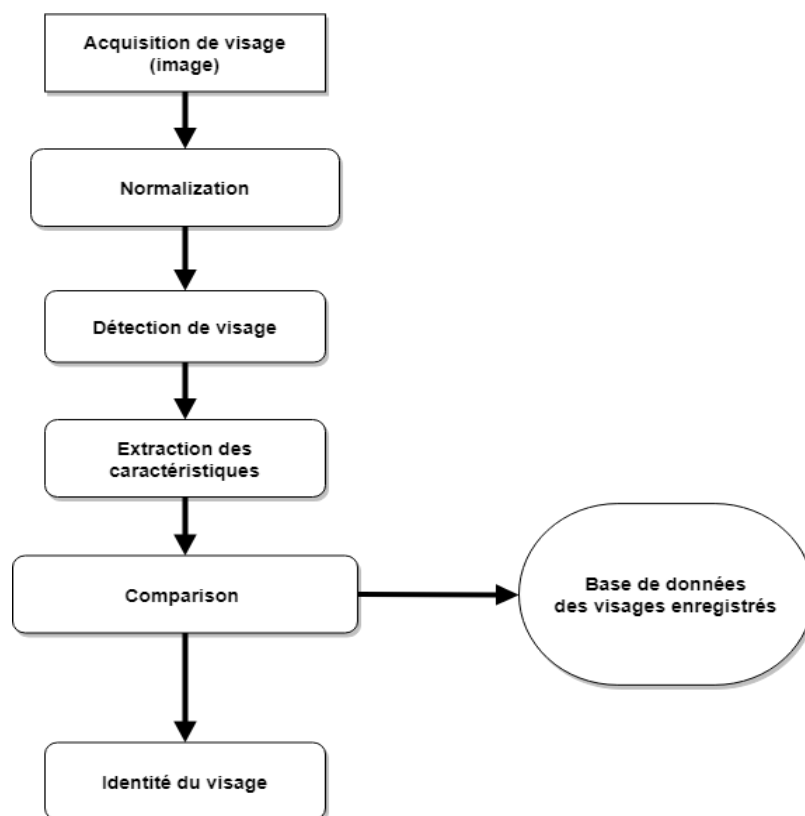 Acquisition de visage
(image)
Normalization
Détection de visage
Extraction des
caractéristiques
Comparison
Base de données
des visages enregistrés
Identité du visage